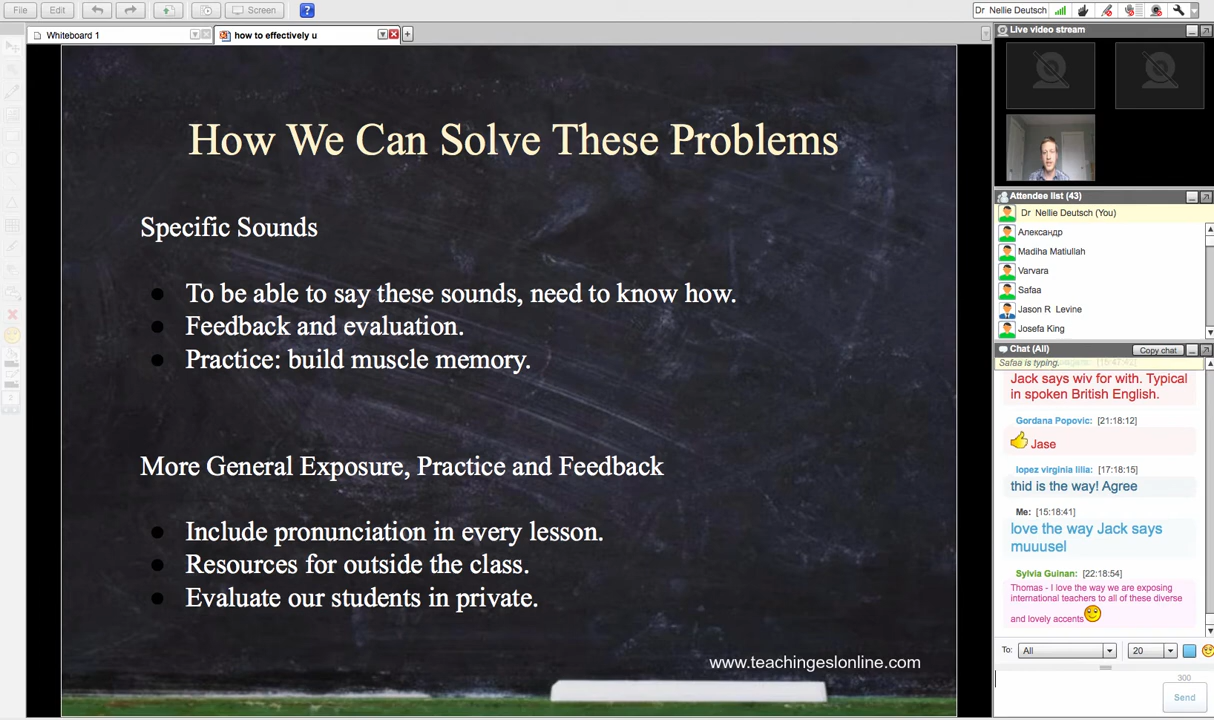 File
Edit
Screen
?
Dr Nellie Deutsch
Whiteboard 1
how to effectively u
+
How We Can Solve These Problems
Specific Sounds
To be able to say these sounds, need to know how.
Feedback and evaluation.
Practice: build muscle memory.
More General Exposure, Practice and Feedback
Include pronunciation in every lesson.
Resources for outside the class.
Evaluate our students in private.
www.teachingeslonline.com
Live video stream
Attendee list (43)
Dr Nellie Deutsch (You)
Александр
Madiha Matiullah
Varvara
Safaa
Jason R Levine
Josefa King
Chat (All)
Copy chat
Safaa is typing.
Jack says wiv for with. Typical
in spoken British English.
Gordana Popovic: [21:18:12]
Jase
lopez virginia lilia: [17:18:15]
thid is the way! Agree
Me: [15:18:41]
love the way Jack says
muuusel
Sylvia Guinan: [22:18:54]
Thomas - I love the way we are exposing
international teachers to all of these diverse
and lovely accents
To: All 20
300
Send